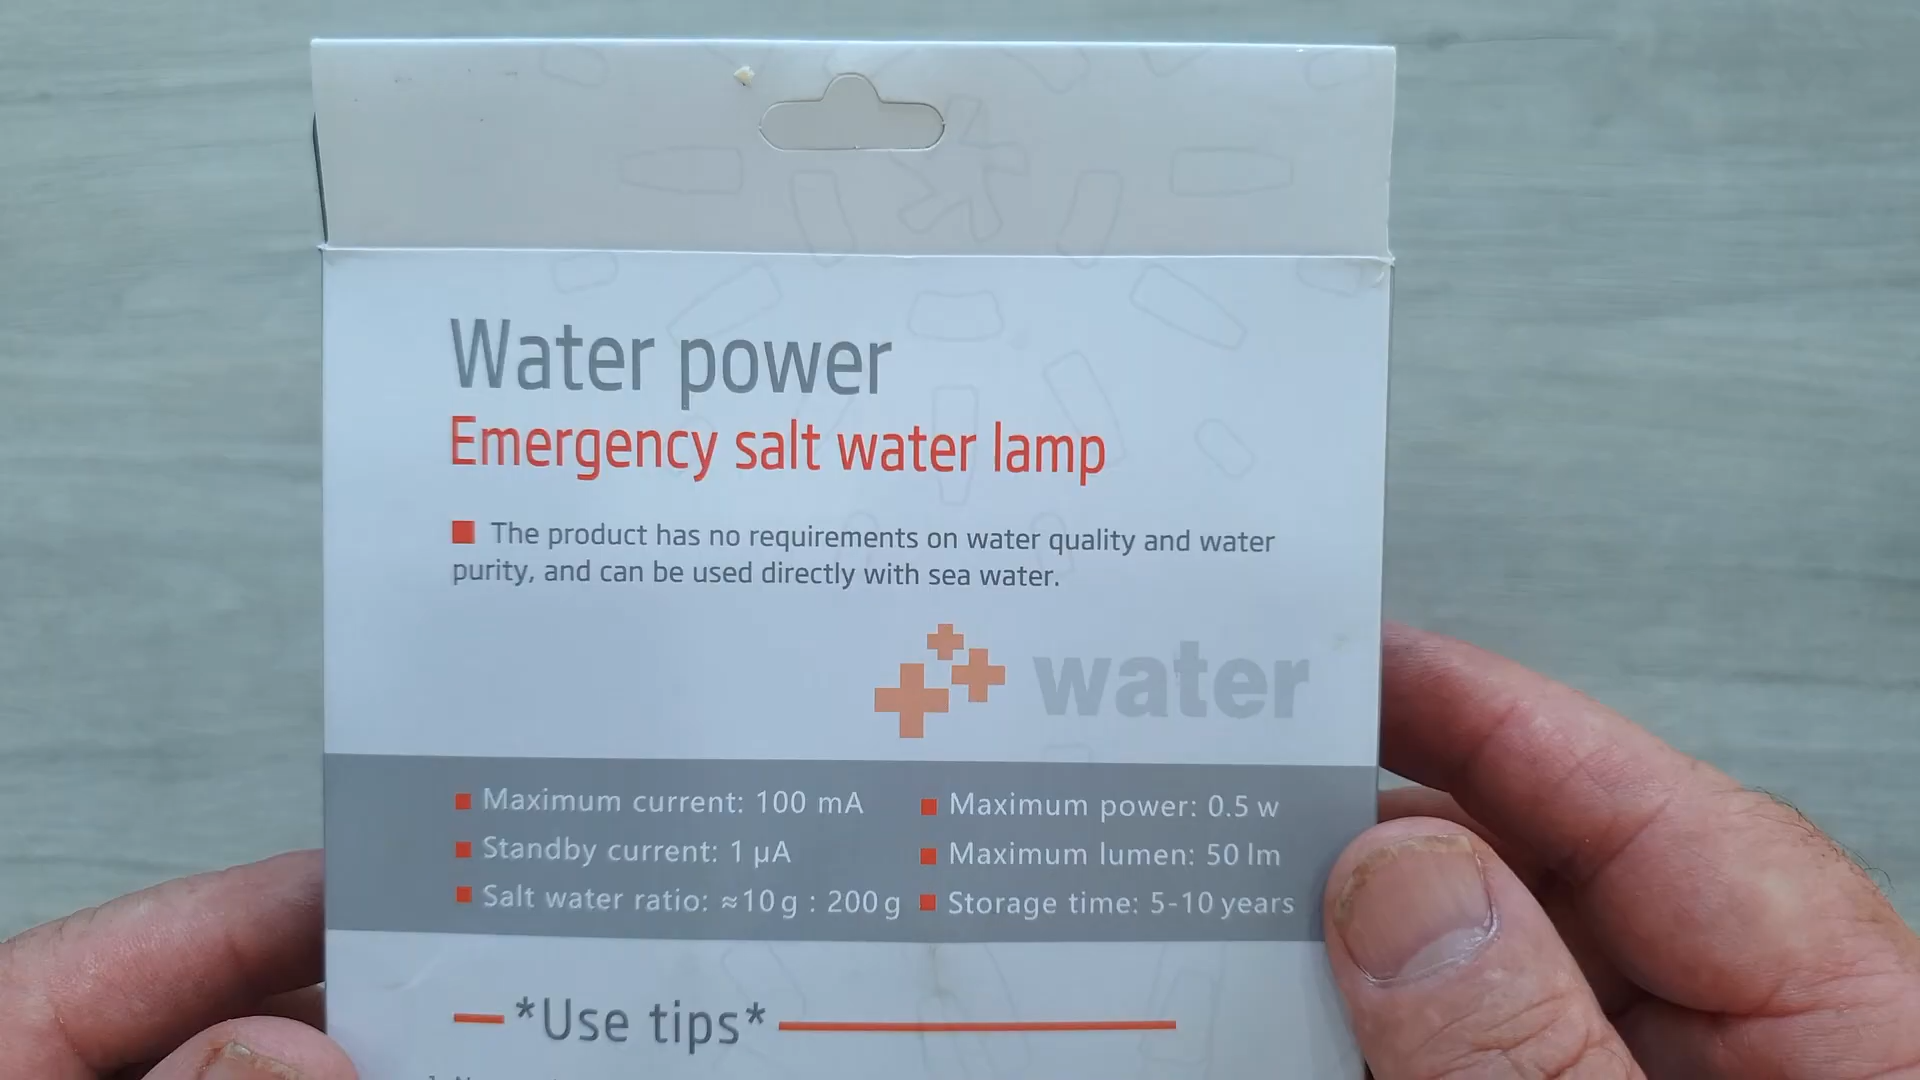 Water power
Emergency salt water lamp
The product has no requirements on water quality and water
purity, and can be used directly with sea water.
water
Maximum current: 100 mA
Maximum power: 0.5 w
Standby current: 1 µA
Maximum lumen: 50 lm
Salt water ratio: ≈10g : 200g
Storage time: 5-10 years
*Use tips*